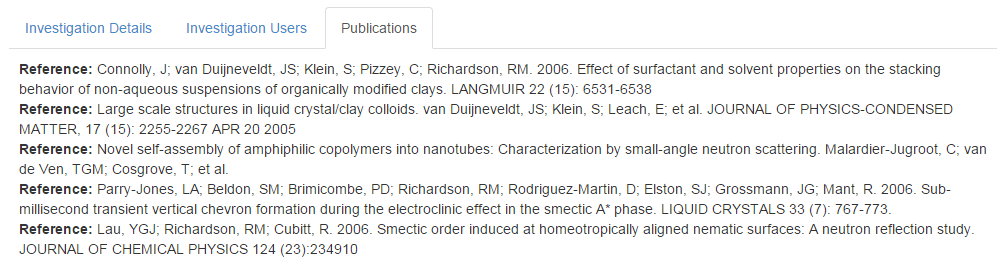 Investigation Details Investigation Users Publications
Reference: Connolly, J; van Duijneveldt, JS; Klein, S; Pizzey, C; Richardson, RM. 2006. Effect of surfactant and solvent properties on the stacking
behavior of non-aqueous suspensions of organically modified clays. LANGMUIR 22 (15): 6531-6538
Reference: Large scale structures in liquid crystal/clay colloids. van Duijneveldt, JS; Klein, S; Leach, E; et al. JOURNAL OF PHYSICS-CONDENSED
MATTER, 17 (15): 2255-2267 APR 20 2005
Reference: Novel self-assembly of amphiphilic copolymers into nanotubes: Characterization by small-angle neutron scattering. Malardier-Jugroot, C; van
de Ven, TGM; Cosgrove, T; et al.
Reference: Parry-Jones, LA; Beldon, SM; Brimicombe, PD; Richardson, RM; Rodriguez-Martin, D; Elston, SJ; Grossmann, JG; Mant, R. 2006. Sub-
millisecond transient vertical chevron formation during the electroclinic effect in the smectic A* phase. LIQUID CRYSTALS 33 (7): 767-773.
Reference: Lau, YGJ; Richardson, RM; Cubitt, R. 2006. Smectic order induced at homeotropically aligned nematic surfaces: A neutron reflection study.
JOURNAL OF CHEMICAL PHYSICS 124 (23):234910